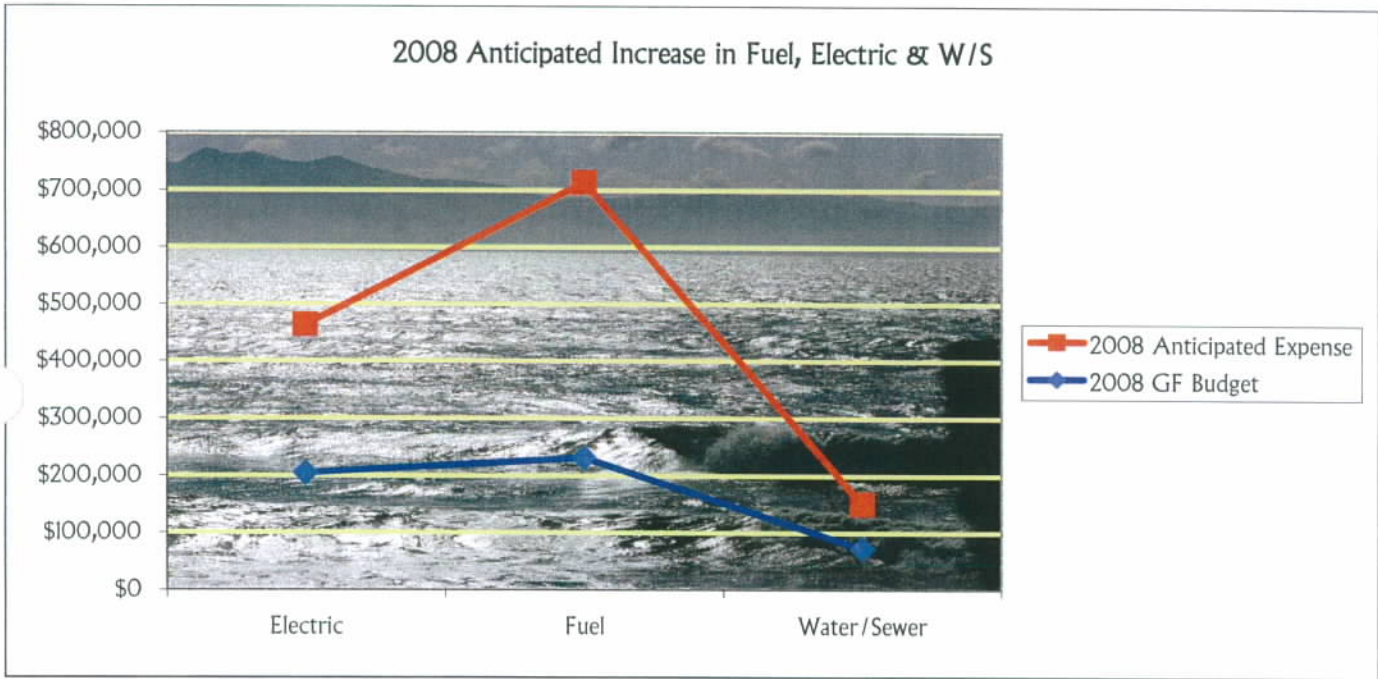 2008 Anticipated Increase in Fuel, Electric & W/S
$800,000
$700,000
$600,000
$500,000
$400,000
$300,000
$200,000
$100,000
$0
Electric Fuel Water/Sewer
2008 Anticipated Expense
2008 GF Budget